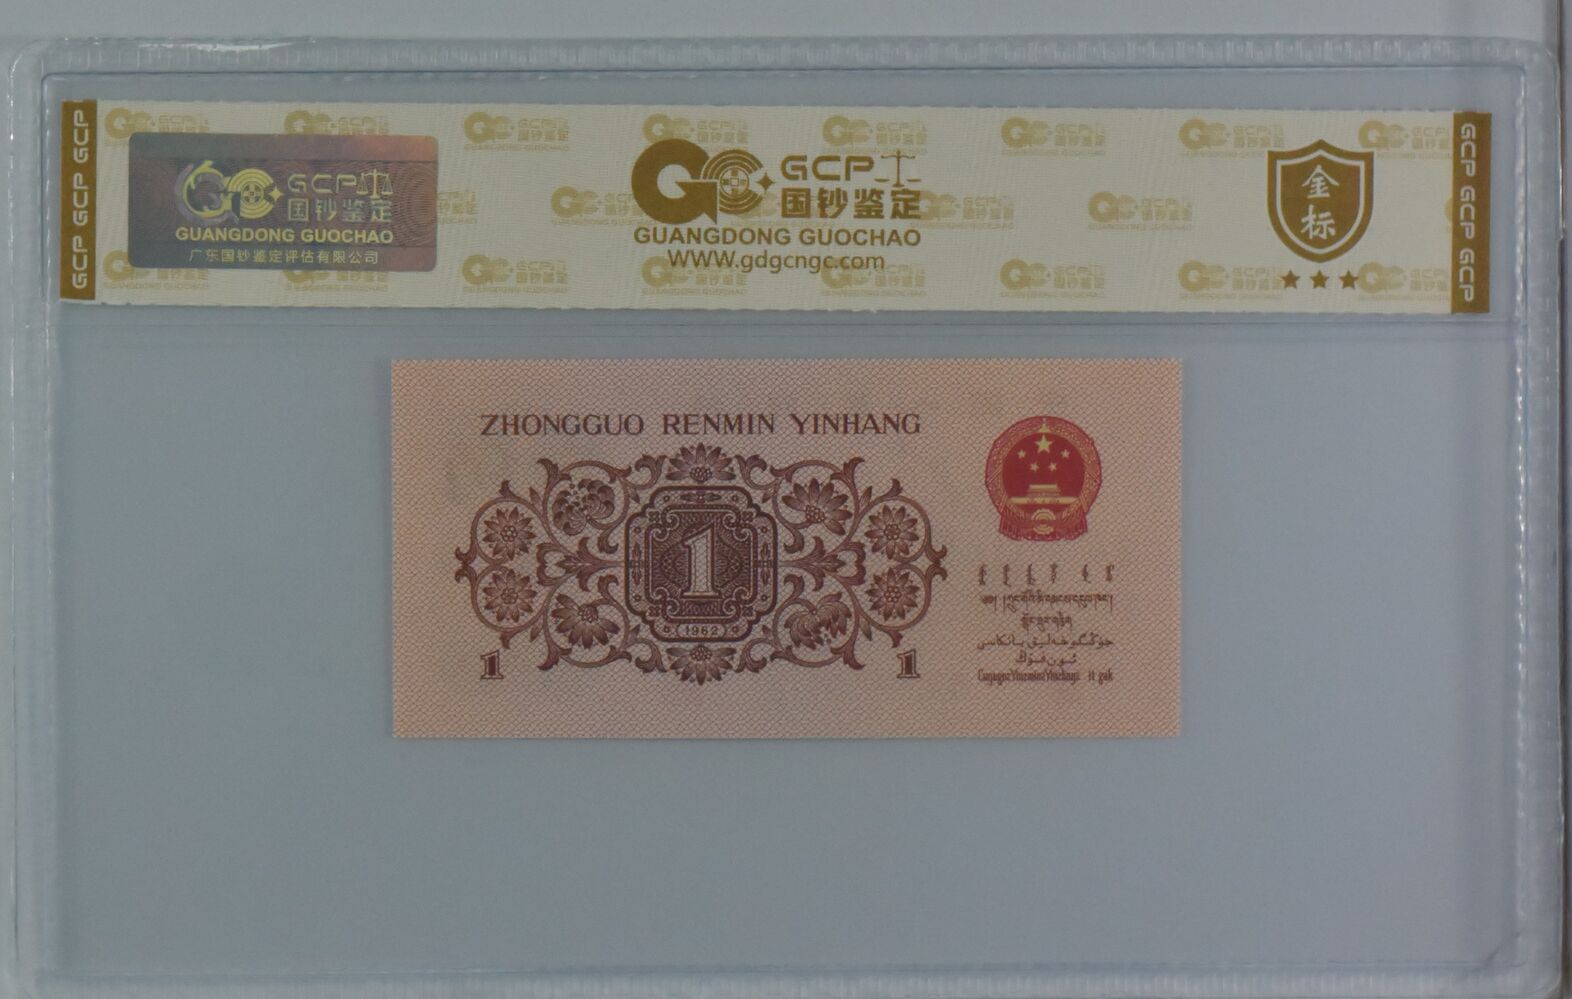 GCP GCP GCP
GCP
国钞鉴定
GUANGDONG GUOCHAO
广东国钞鉴定评估有限公司
GCP
国钞鉴定
GUANGDONG GUOCHAO
WWW.gdgcngc.com
金
标
GCP GCP GCP
ZHONGGUO RENMIN YINHANG
1
(1962)
1
1